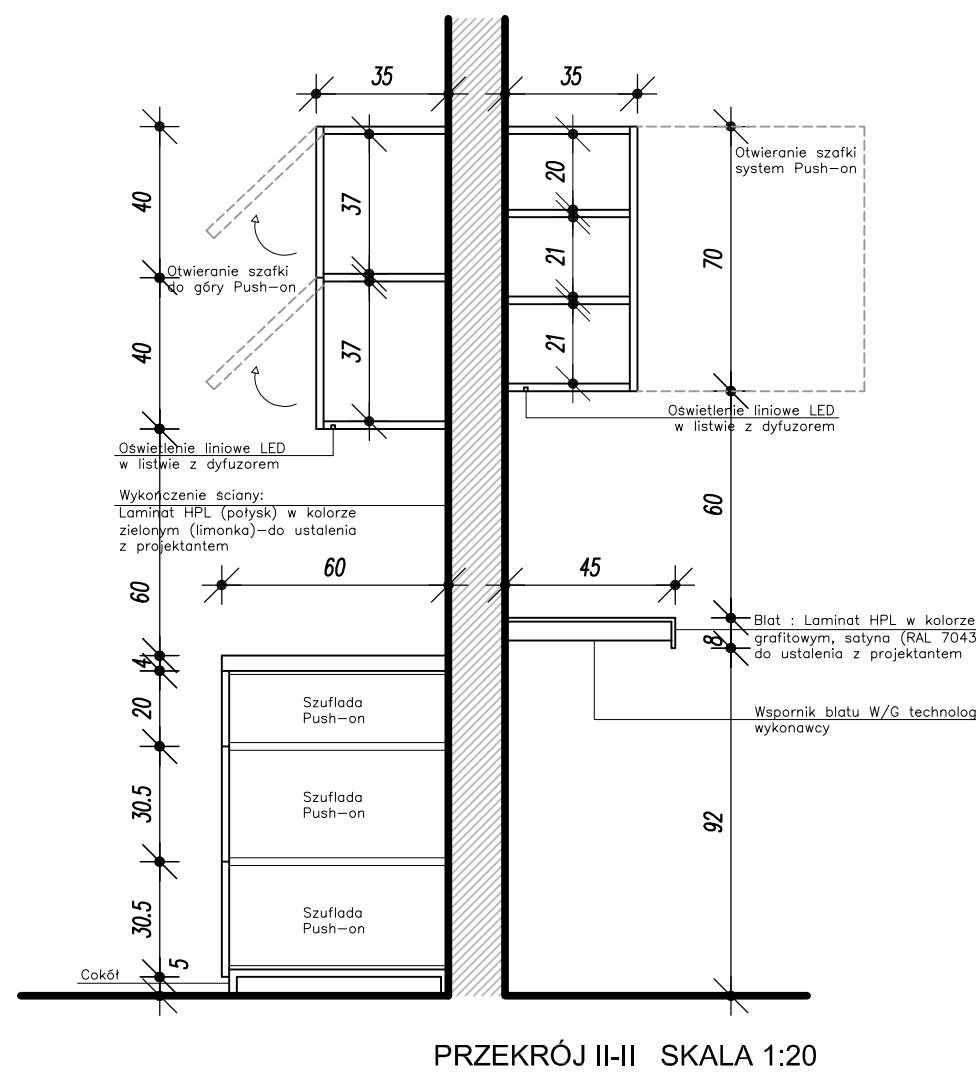 35
35
Otwieranie szafki
system Push-on
40
37
20
70
Otwieranie szafki
do góry Push-on
21
40
37
21
Oświetlenie liniowe LED
w listwie z dyfuzorem
Oświetlenie liniowe LED
w listwie z dyfuzorem
Wykończenie ściany:
Laminat HPL (połysk) w kolorze
zielonym (limonka)-do ustalenia
z projektantem
60
60
60
45
Blat : Laminat HPL w kolorze
grafitowym, satyna (RAL 7043
do ustalenia z projektantem
8
4
20
Szuflada
Push-on
Wspornik blatu W/G technolog
wykonawcy
30.5
Szuflada
Push-on
92
30.5
Szuflada
Push-on
5
Cokół
PRZEKRÓJ II-II SKALA 1:20